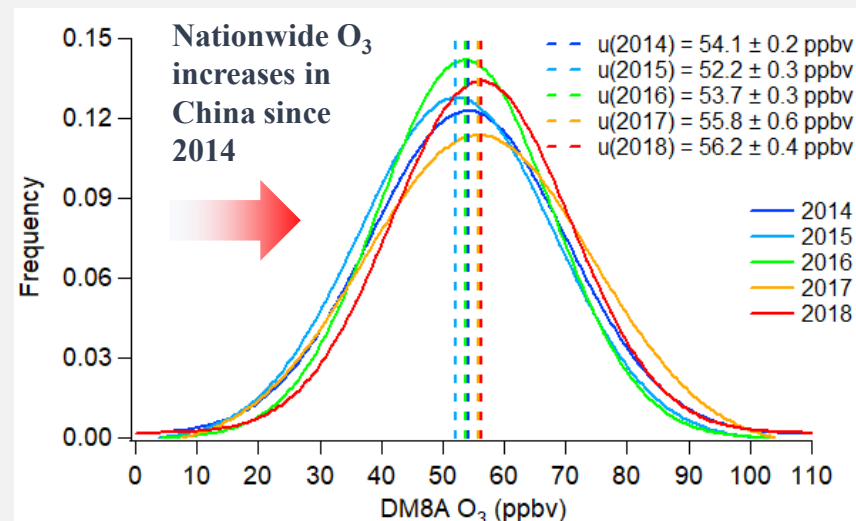 Nationwide O₃
increases in
China since
2014
u(2014) = 54.1 ± 0.2 ppbv
u(2015) = 52.2 ± 0.3 ppbv
u(2016) = 53.7 ± 0.3 ppbv
u(2017) = 55.8 ± 0.6 ppbv
u(2018) = 56.2 ± 0.4 ppbv
2014
2015
2016
2017
2018
Frequency
0.15
0.12
0.09
0.06
0.03
0.00
0 10 20 30 40 50 60 70 80 90 100 110
DM8A O₃ (ppbv)